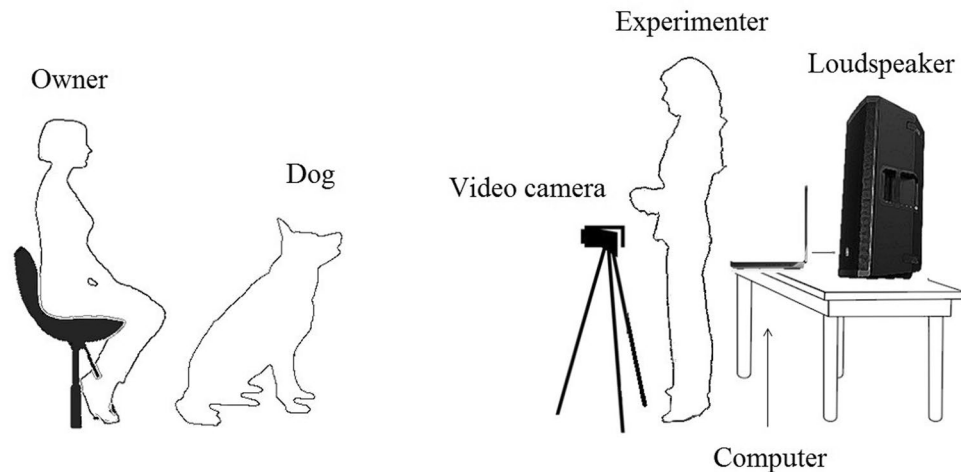 Experimenter
Loudspeaker
Owner
Dog
Video camera
Computer